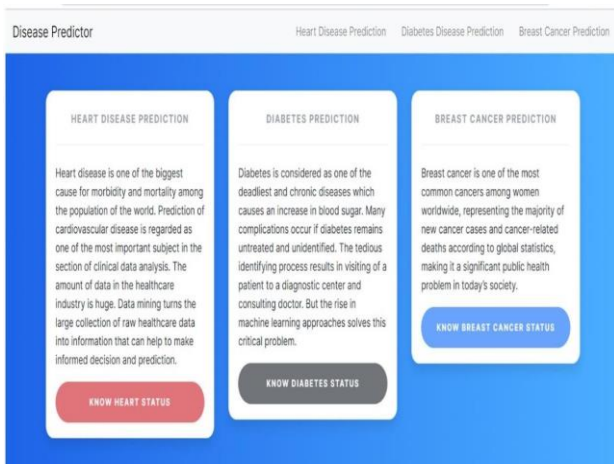 Disease Predictor
Heart Disease Prediction Diabetes Disease Prediction Breast Cancer Prediction
HEART DISEASE PREDICTION
Heart disease is one of the biggest
cause for morbidity and mortality among
the population of the world. Prediction of
cardiovascular disease is regarded as
one of the most important subject in the
section of clinical data analysis. The
amount of data in the healthcare
industry is huge. Data mining turns the
large collection of raw healthcare data
into information that can help to make
informed decision and prediction.
KNOW HEART STATUS
DIABETES PREDICTION
Diabetes is considered as one of the
deadliest and chronic diseases which
causes an increase in blood sugar. Many
complications occur if diabetes remains
untreated and unidentified. The tedious
identifying process results in visiting of a
patient to a diagnostic center and
consulting doctor. But the rise in
machine learning approaches solves this
critical problem.
KNOW DIABETES STATUS
BREAST CANCER PREDICTION
Breast cancer is one of the most
common cancers among women
worldwide, representing the majority of
new cancer cases and cancer-related
deaths according to global statistics,
making it a significant public health
problem in today's society.
KNOW BREAST CANCER STATUS